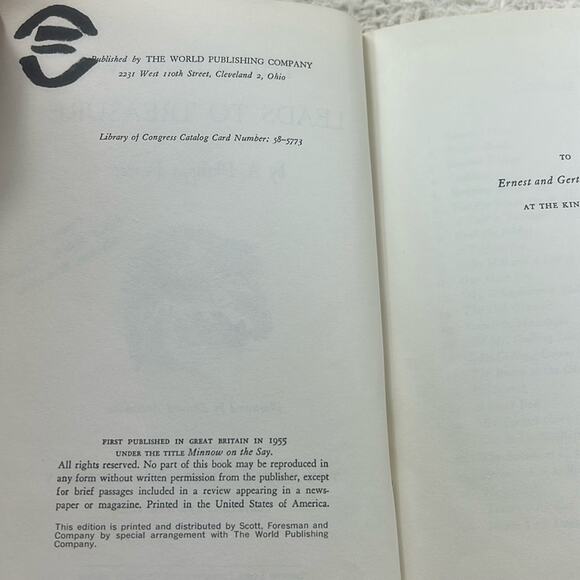 Published by THE WORLD PUBLISHING COMPANY
2231 West 110th Street, Cleveland 2, Ohio
Library of Congress Catalog Card Number: 58-5773
FIRST PUBLISHED IN GREAT BRITAIN IN 1955
UNDER THE TITLE Minnow on the Say.
All rights reserved. No part of this book may be reproduced in
any form without written permission from the publisher, except
for brief passages included in a review appearing in a news-
paper or magazine. Printed in the United States of America.
This edition is printed and distributed by Scott, Foresman and
Company by special arrangement with The World Publishing
Company.
TO
Ernest and Gert
AT THE KIN